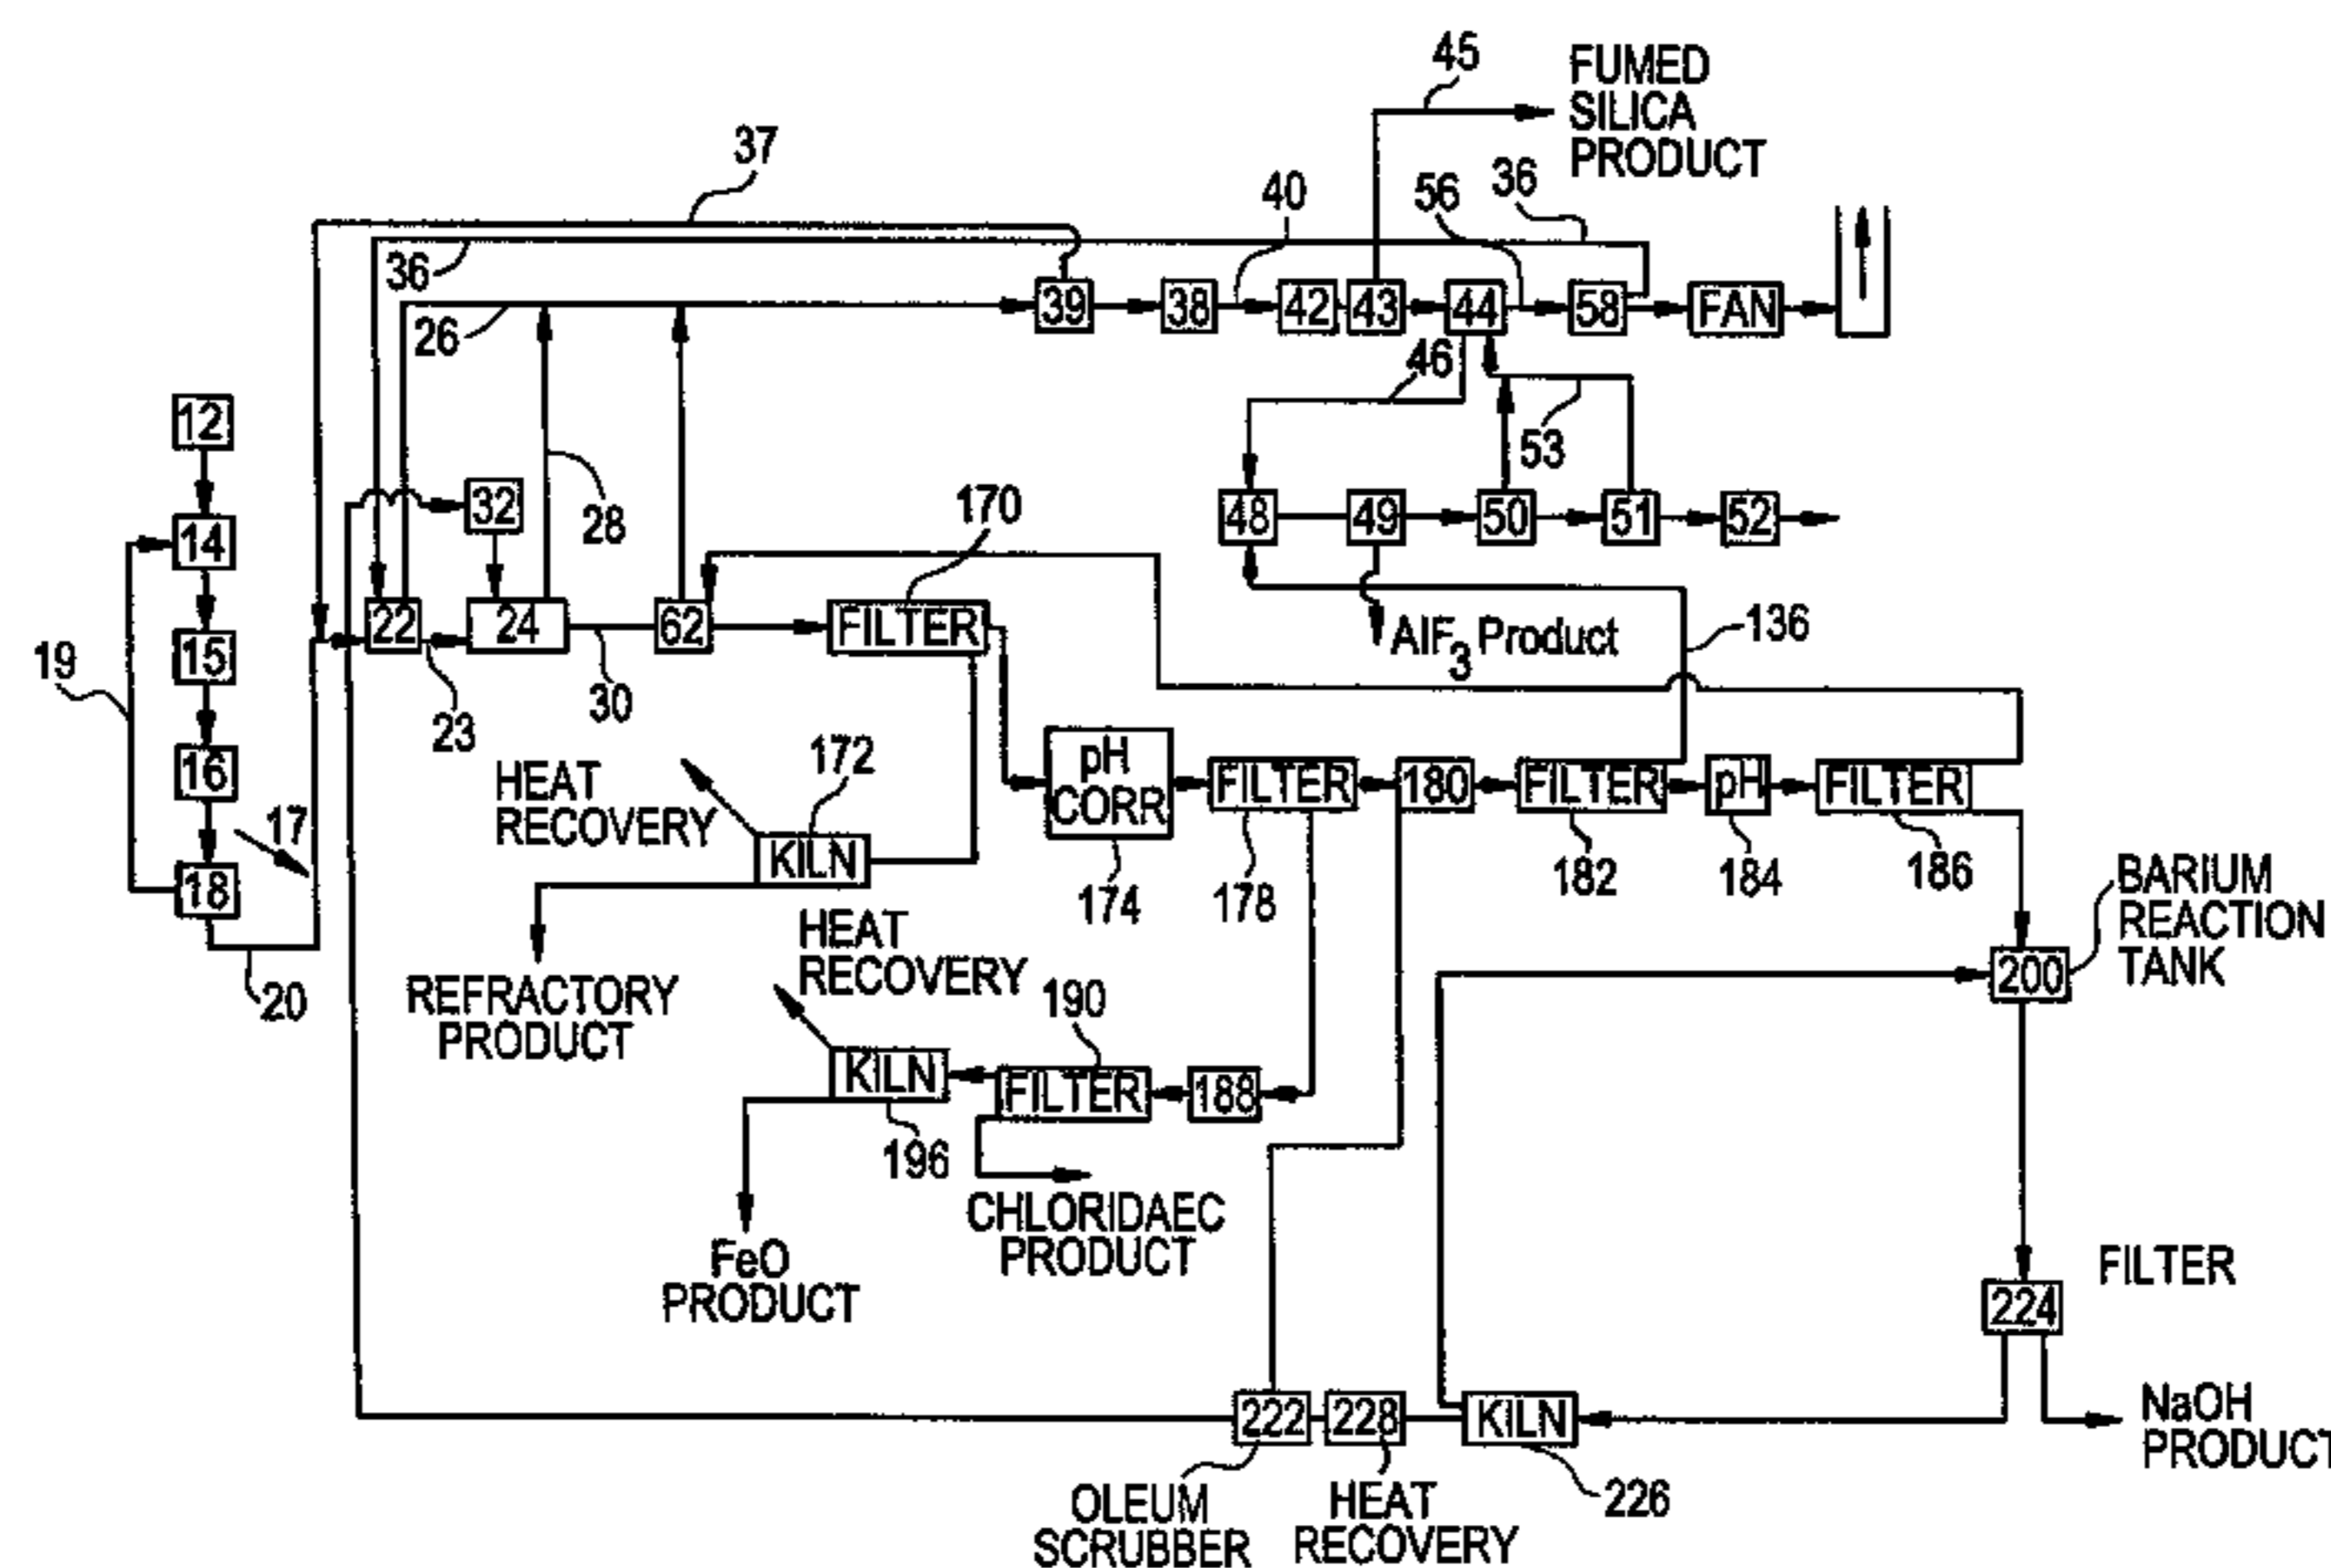 45
FUMED
SILICA
PRODUCT
37
40
56
36
36
26
39
38
42
43
44
58
FAN
46
53
12
32
28
170
48
49
50
51
52
14
22
24
62
FILTER
AlF3 Product
136
15
19
23
30
16
17
18
20
HEAT
RECOVERY
172
KILN
pH
CORR
174
FILTER
178
180
FILTER
182
pH
184
FILTER
186
BARIUM
REACTION
TANK
200
REFRACTORY
PRODUCT
HEAT
RECOVERY
190
KILN
FILTER
188
196
CHLORIDAEC
PRODUCT
FeO
PRODUCT
FILTER
224
NaOH
PRODUCT
222
228
KILN
226
OLEUM
SCRUBBER
HEAT
RECOVERY